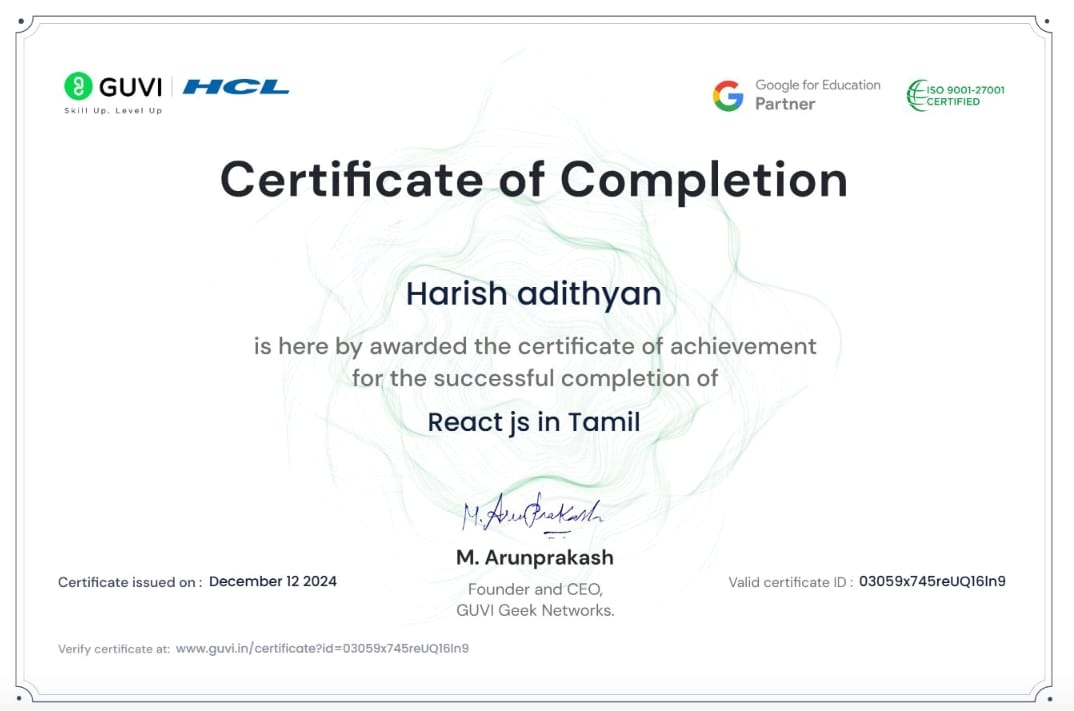 GUVI HCL
Skill Up. Level Up
Google for Education
Partner
ISO 9001-27001
CERTIFIED
Certificate of Completion
Harish adithyan
is here by awarded the certificate of achievement
for the successful completion of
React js in Tamil
M. Arunprakash
M. Arunprakash
Founder and CEO,
GUVI Geek Networks.
Certificate issued on : December 12 2024
Valid certificate ID : 03059x745reUQ16In9
Verify certificate at: www.guvi.in/certificate?id=03059x745reUQ16In9